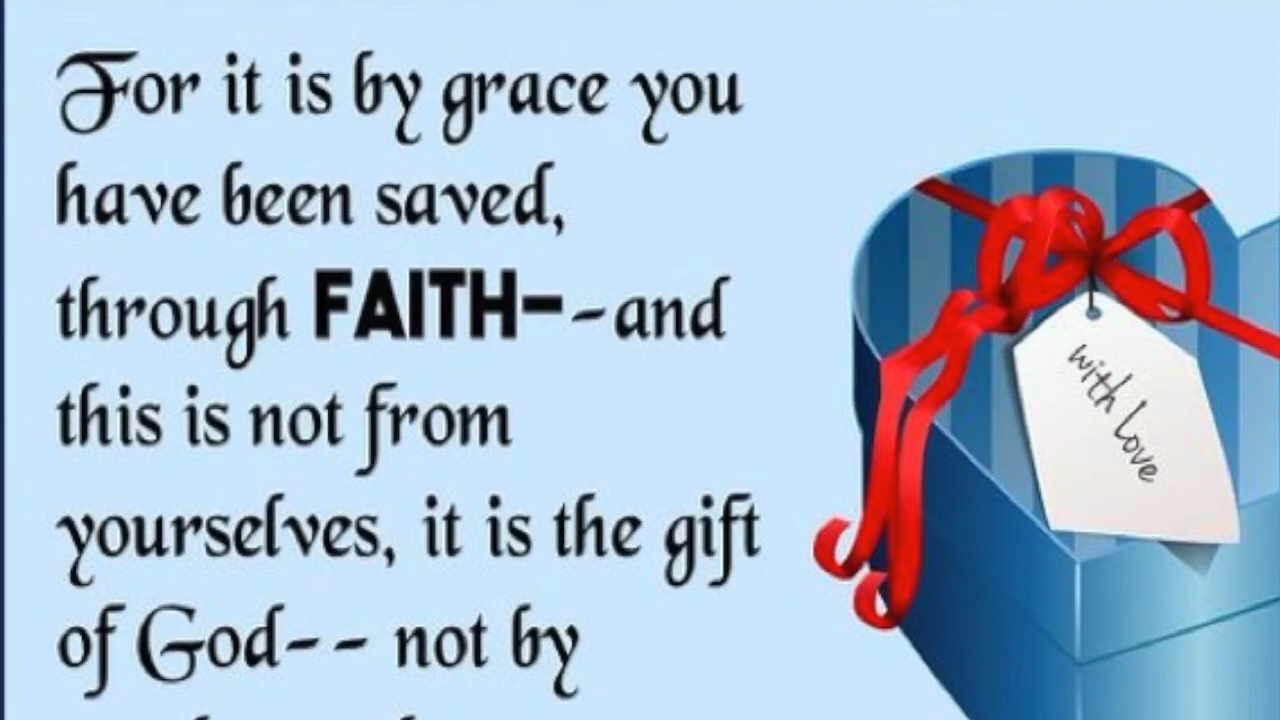 For it is by grace you
have been saved,
through FAITH--and
this is not from
yourselves, it is the gift
of God-- not by
with love